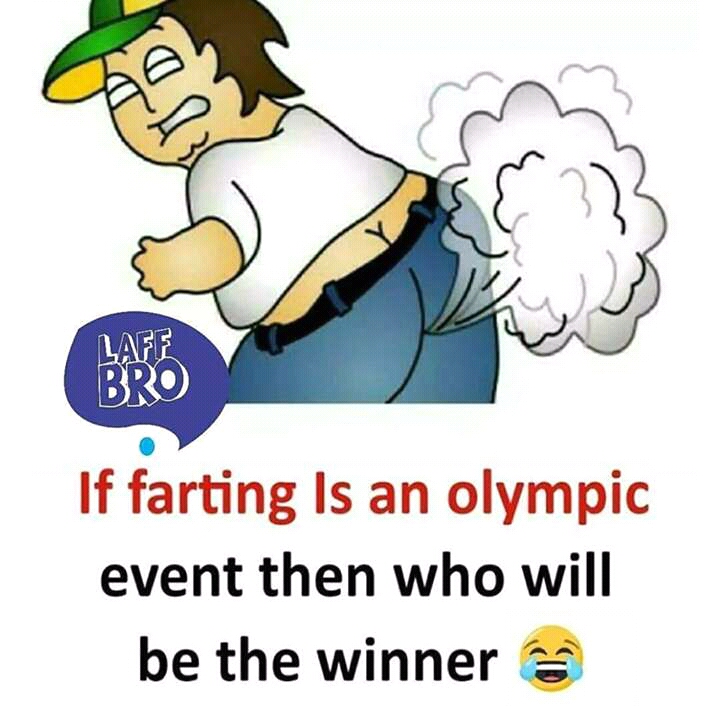 LAFF
BRO
If farting Is an olympic
event then who will
be the winner 😂